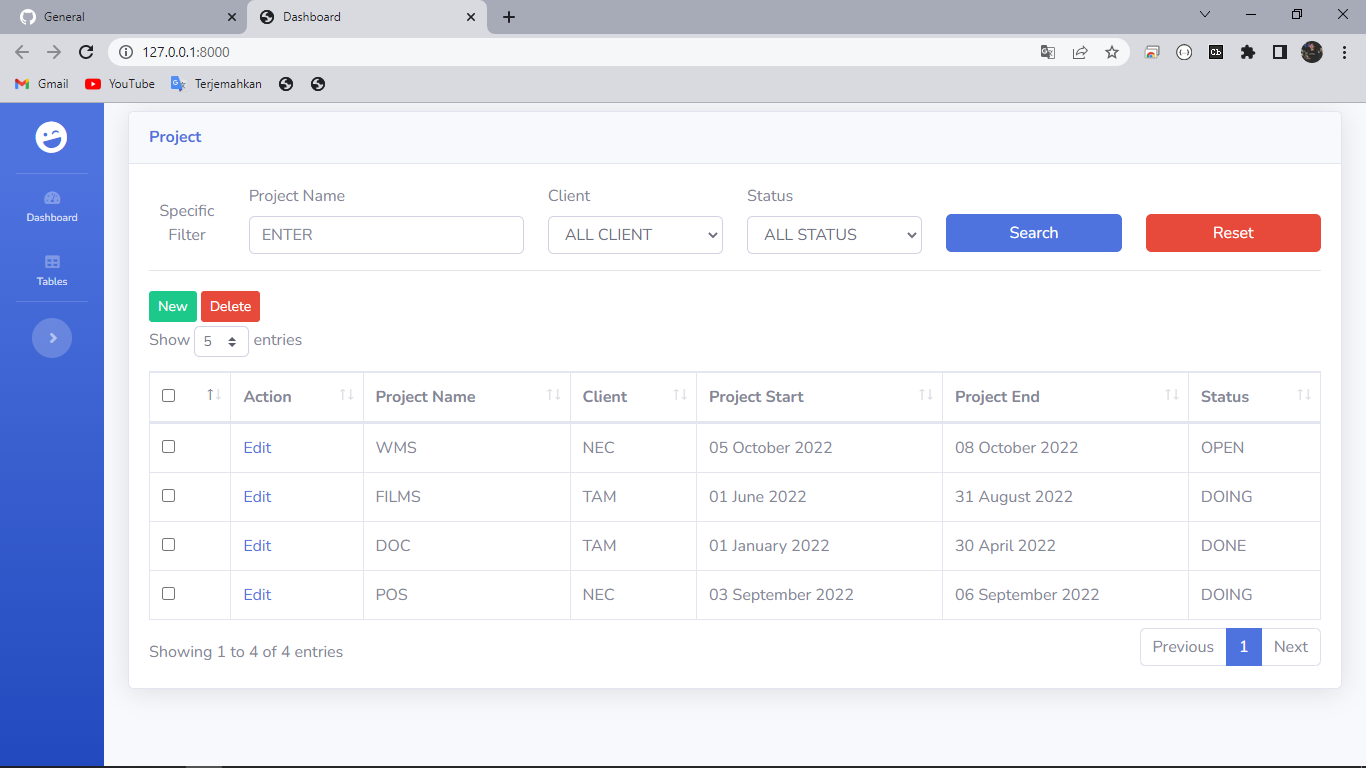 General
Dashboard
127.0.0.1:8000
Gmail YouTube Terjemahkan
Project
Dashboard
Tables
Specific
Filter
Project Name
ENTER
Client
ALL CLIENT
Status
ALL STATUS
Search
Reset
New Delete
Show 5 entries
Action Project Name Client Project Start Project End Status
Edit WMS NEC 05 October 2022 08 October 2022 OPEN
Edit FILMS TAM 01 June 2022 31 August 2022 DOING
Edit DOC TAM 01 January 2022 30 April 2022 DONE
Edit POS NEC 03 September 2022 06 September 2022 DOING
Showing 1 to 4 of 4 entries
Previous 1 Next